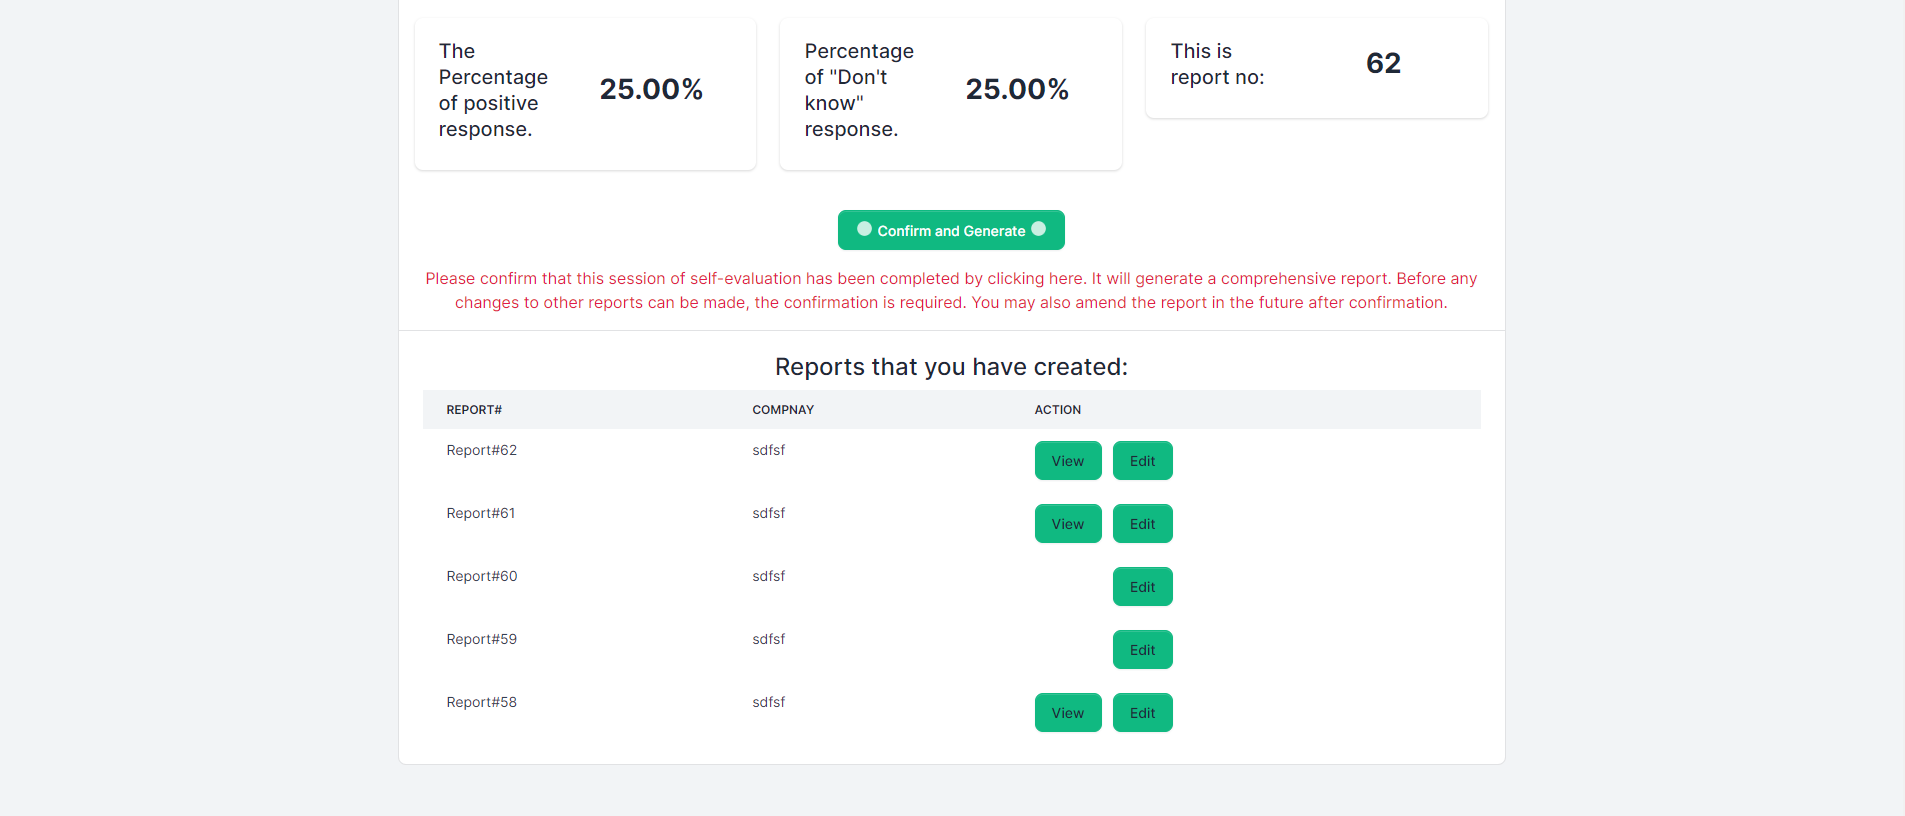 The
Percentage
of positive
response.
25.00%
Percentage
of "Don't
know"
response.
25.00%
This is
report no:
62
Confirm and Generate
Please confirm that this session of self-evaluation has been completed by clicking here. It will generate a comprehensive report. Before any
changes to other reports can be made, the confirmation is required. You may also amend the report in the future after confirmation.
Reports that you have created:
REPORT# COMPNAY ACTION
Report#62 sdfsf View Edit
Report#61 sdfsf View Edit
Report#60 sdfsf Edit
Report#59 sdfsf Edit
Report#58 sdfsf View Edit